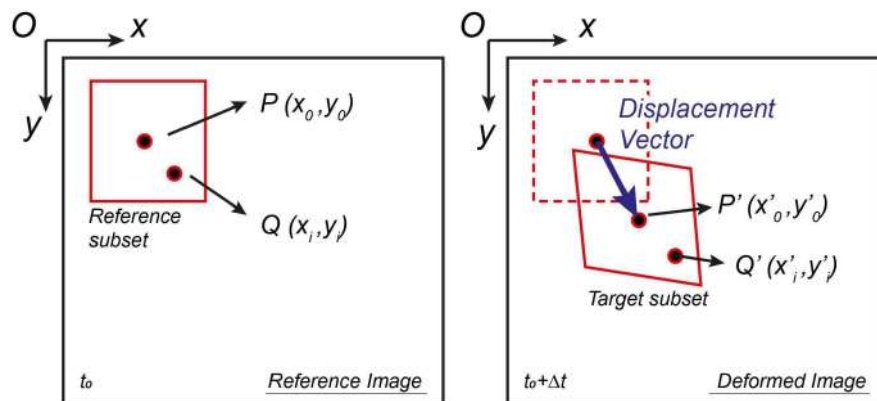 O x
y
P (x₀,y₀)
Q (xᵢ,yᵢ)
Reference
subset
t₀
Reference Image
O x
y
Displacement
Vector
P’ (x’₀,y’₀)
Q’ (x’ᵢ,y’ᵢ)
Target subset
t₀+Δt
Deformed Image